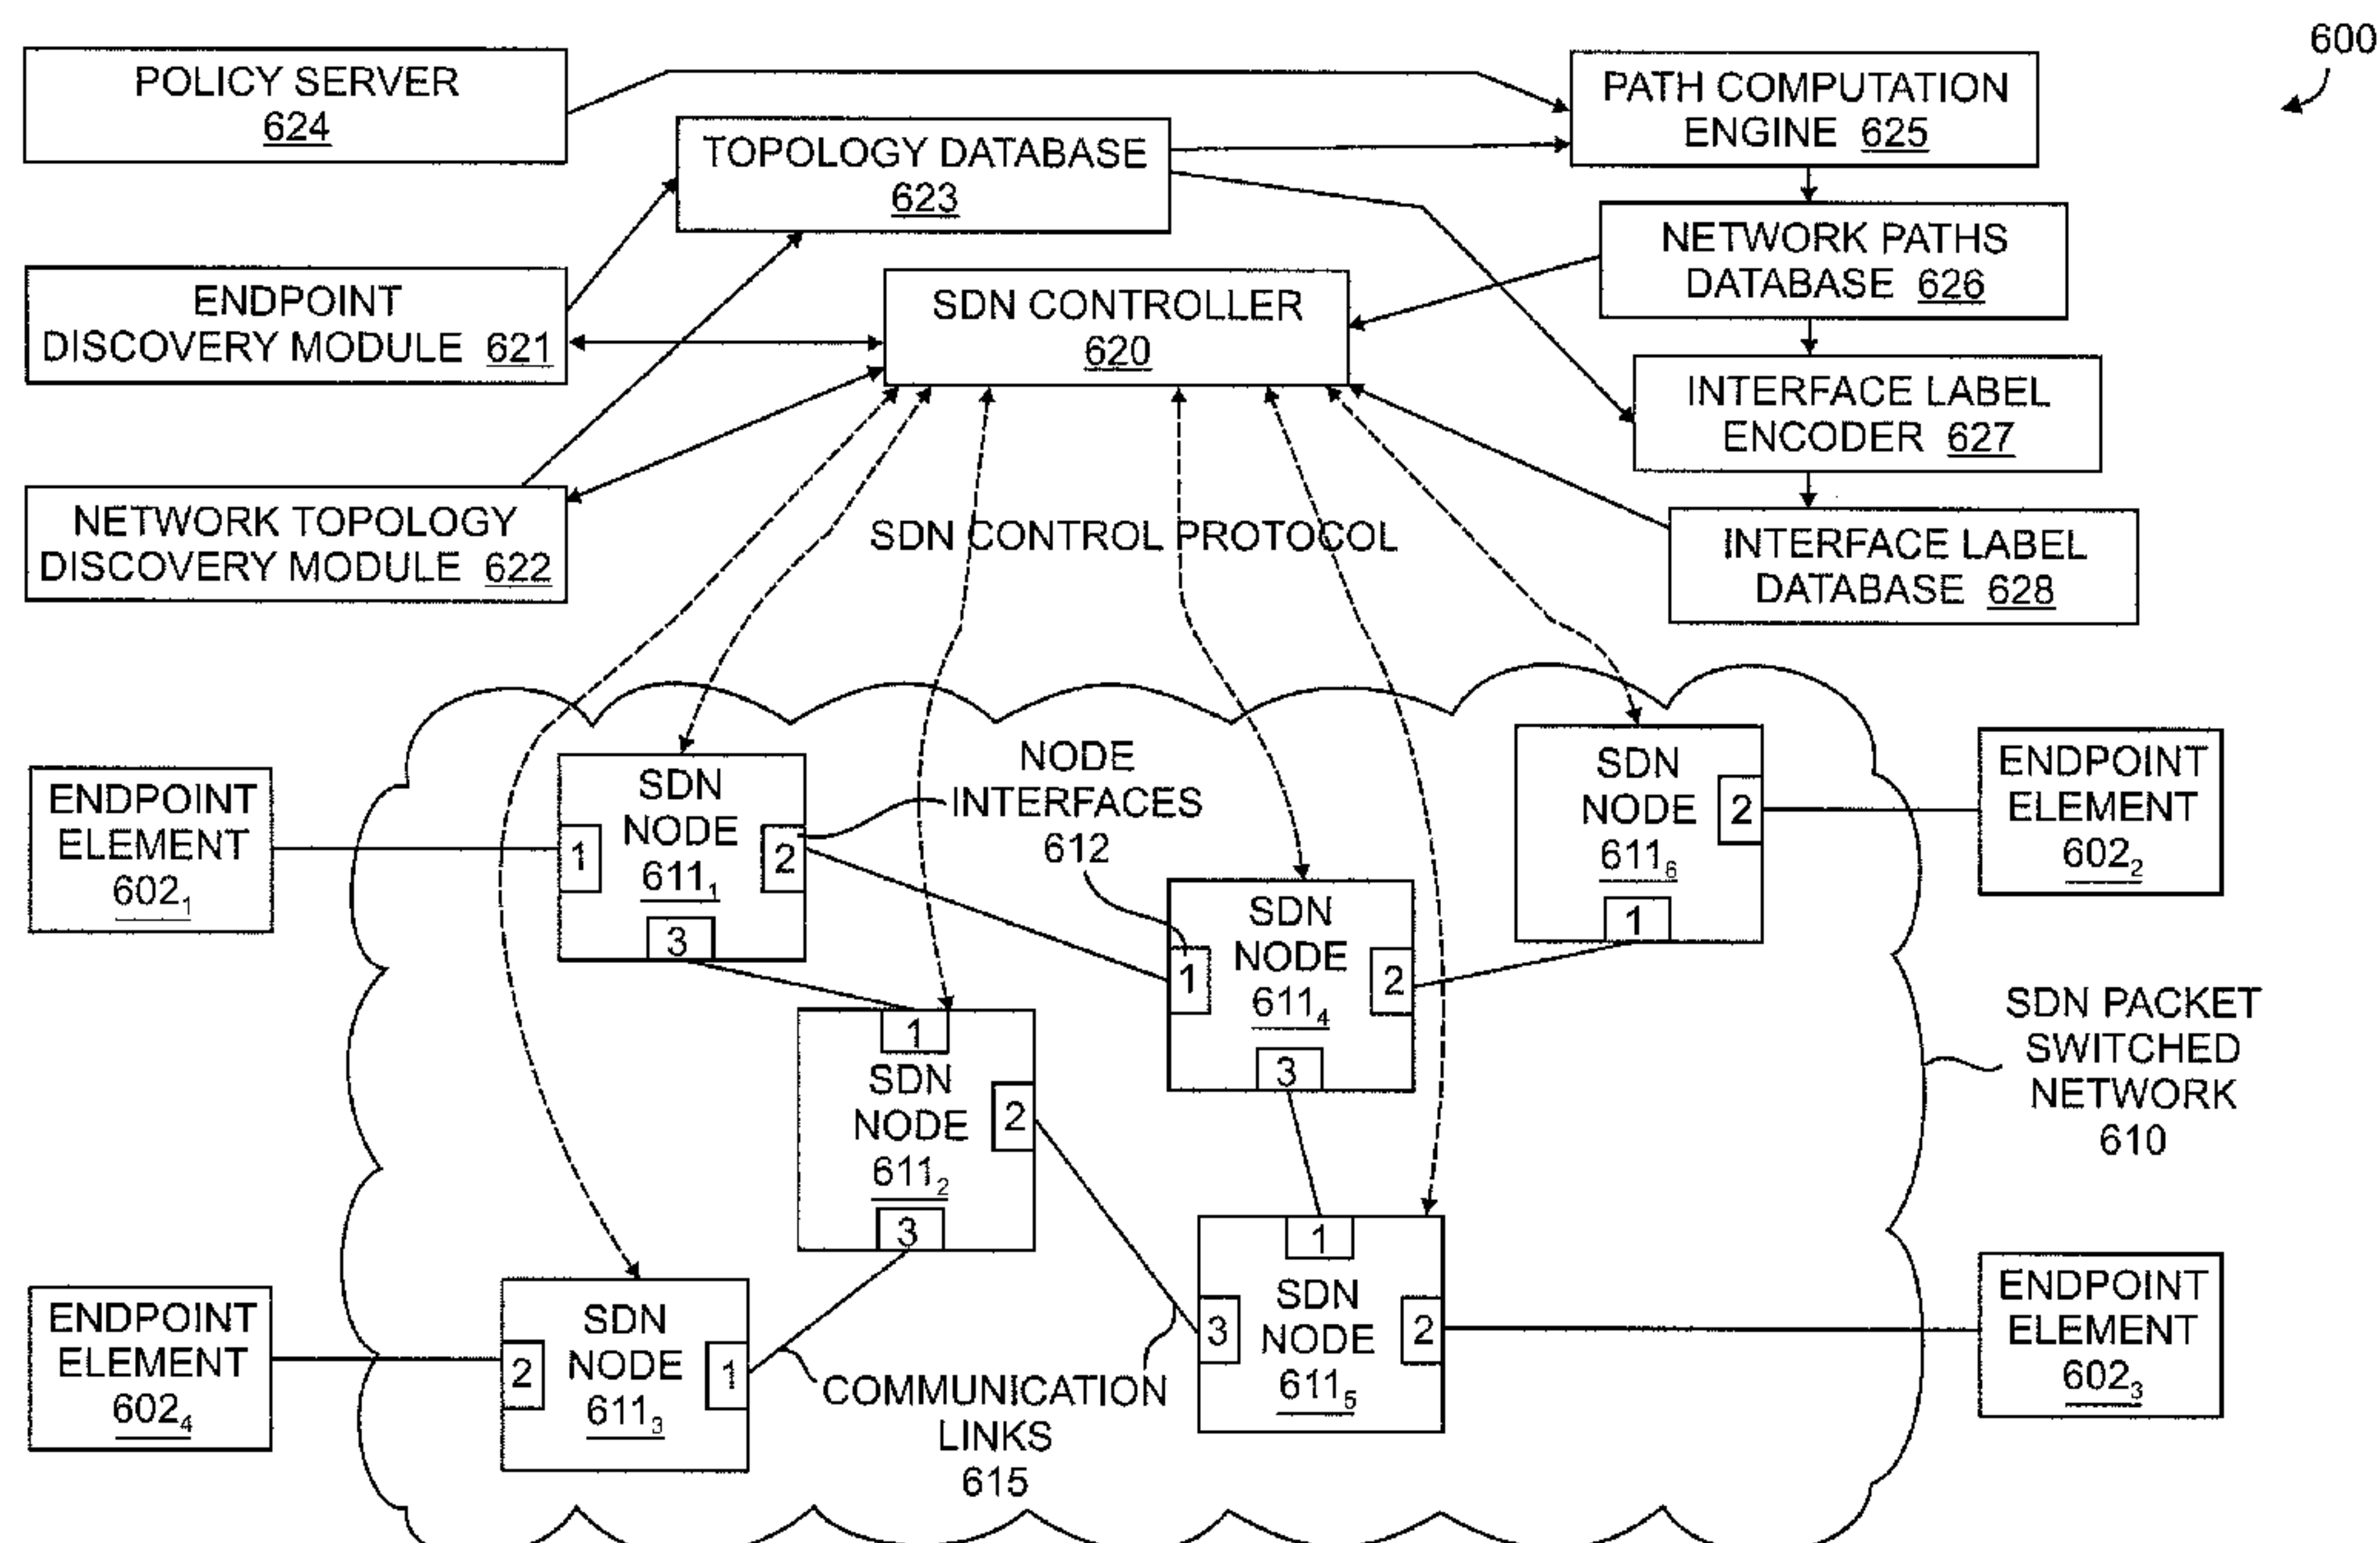 600
POLICY SERVER
624
PATH COMPUTATION
ENGINE 625
TOPOLOGY DATABASE
623
NETWORK PATHS
DATABASE 626
ENDPOINT
DISCOVERY MODULE 621
SDN CONTROLLER
620
INTERFACE LABEL
ENCODER 627
NETWORK TOPOLOGY
DISCOVERY MODULE 622
SDN CONTROL PROTOCOL
INTERFACE LABEL
DATABASE 628
ENDPOINT
ELEMENT
602₁
SDN
NODE
611₁
1
2
3
NODE
INTERFACES
612
SDN
NODE
611₆
2
1
ENDPOINT
ELEMENT
602₂
SDN
NODE
611₄
1
2
3
1
SDN
NODE
611₂
2
3
SDN PACKET
SWITCHED
NETWORK
610
ENDPOINT
ELEMENT
602₄
SDN
NODE
611₃
2
1
COMMUNICATION
LINKS
615
1
SDN
NODE
611₅
3
2
ENDPOINT
ELEMENT
602₃